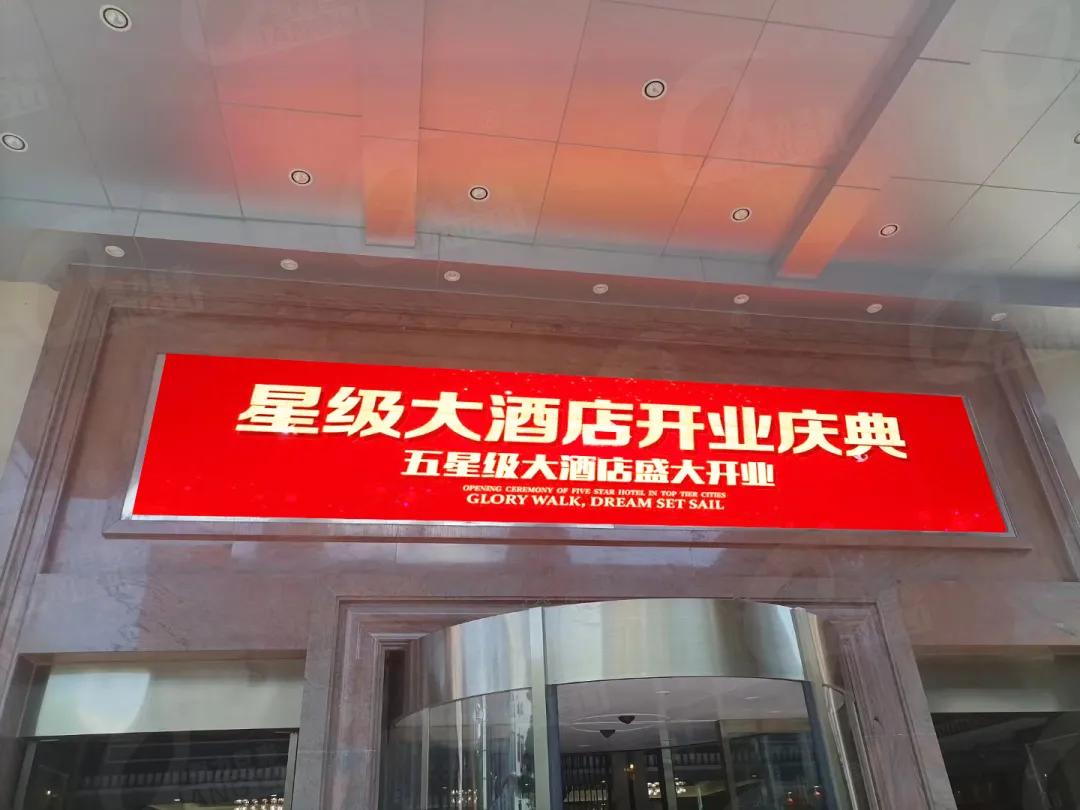 星级大酒店开业庆典
五星级大酒店盛大开业
OPENING CEREMONY OF FIVE STAR HOTEL IN TOP TIER CITIES
GLORY WALK, DREAM SET SAIL